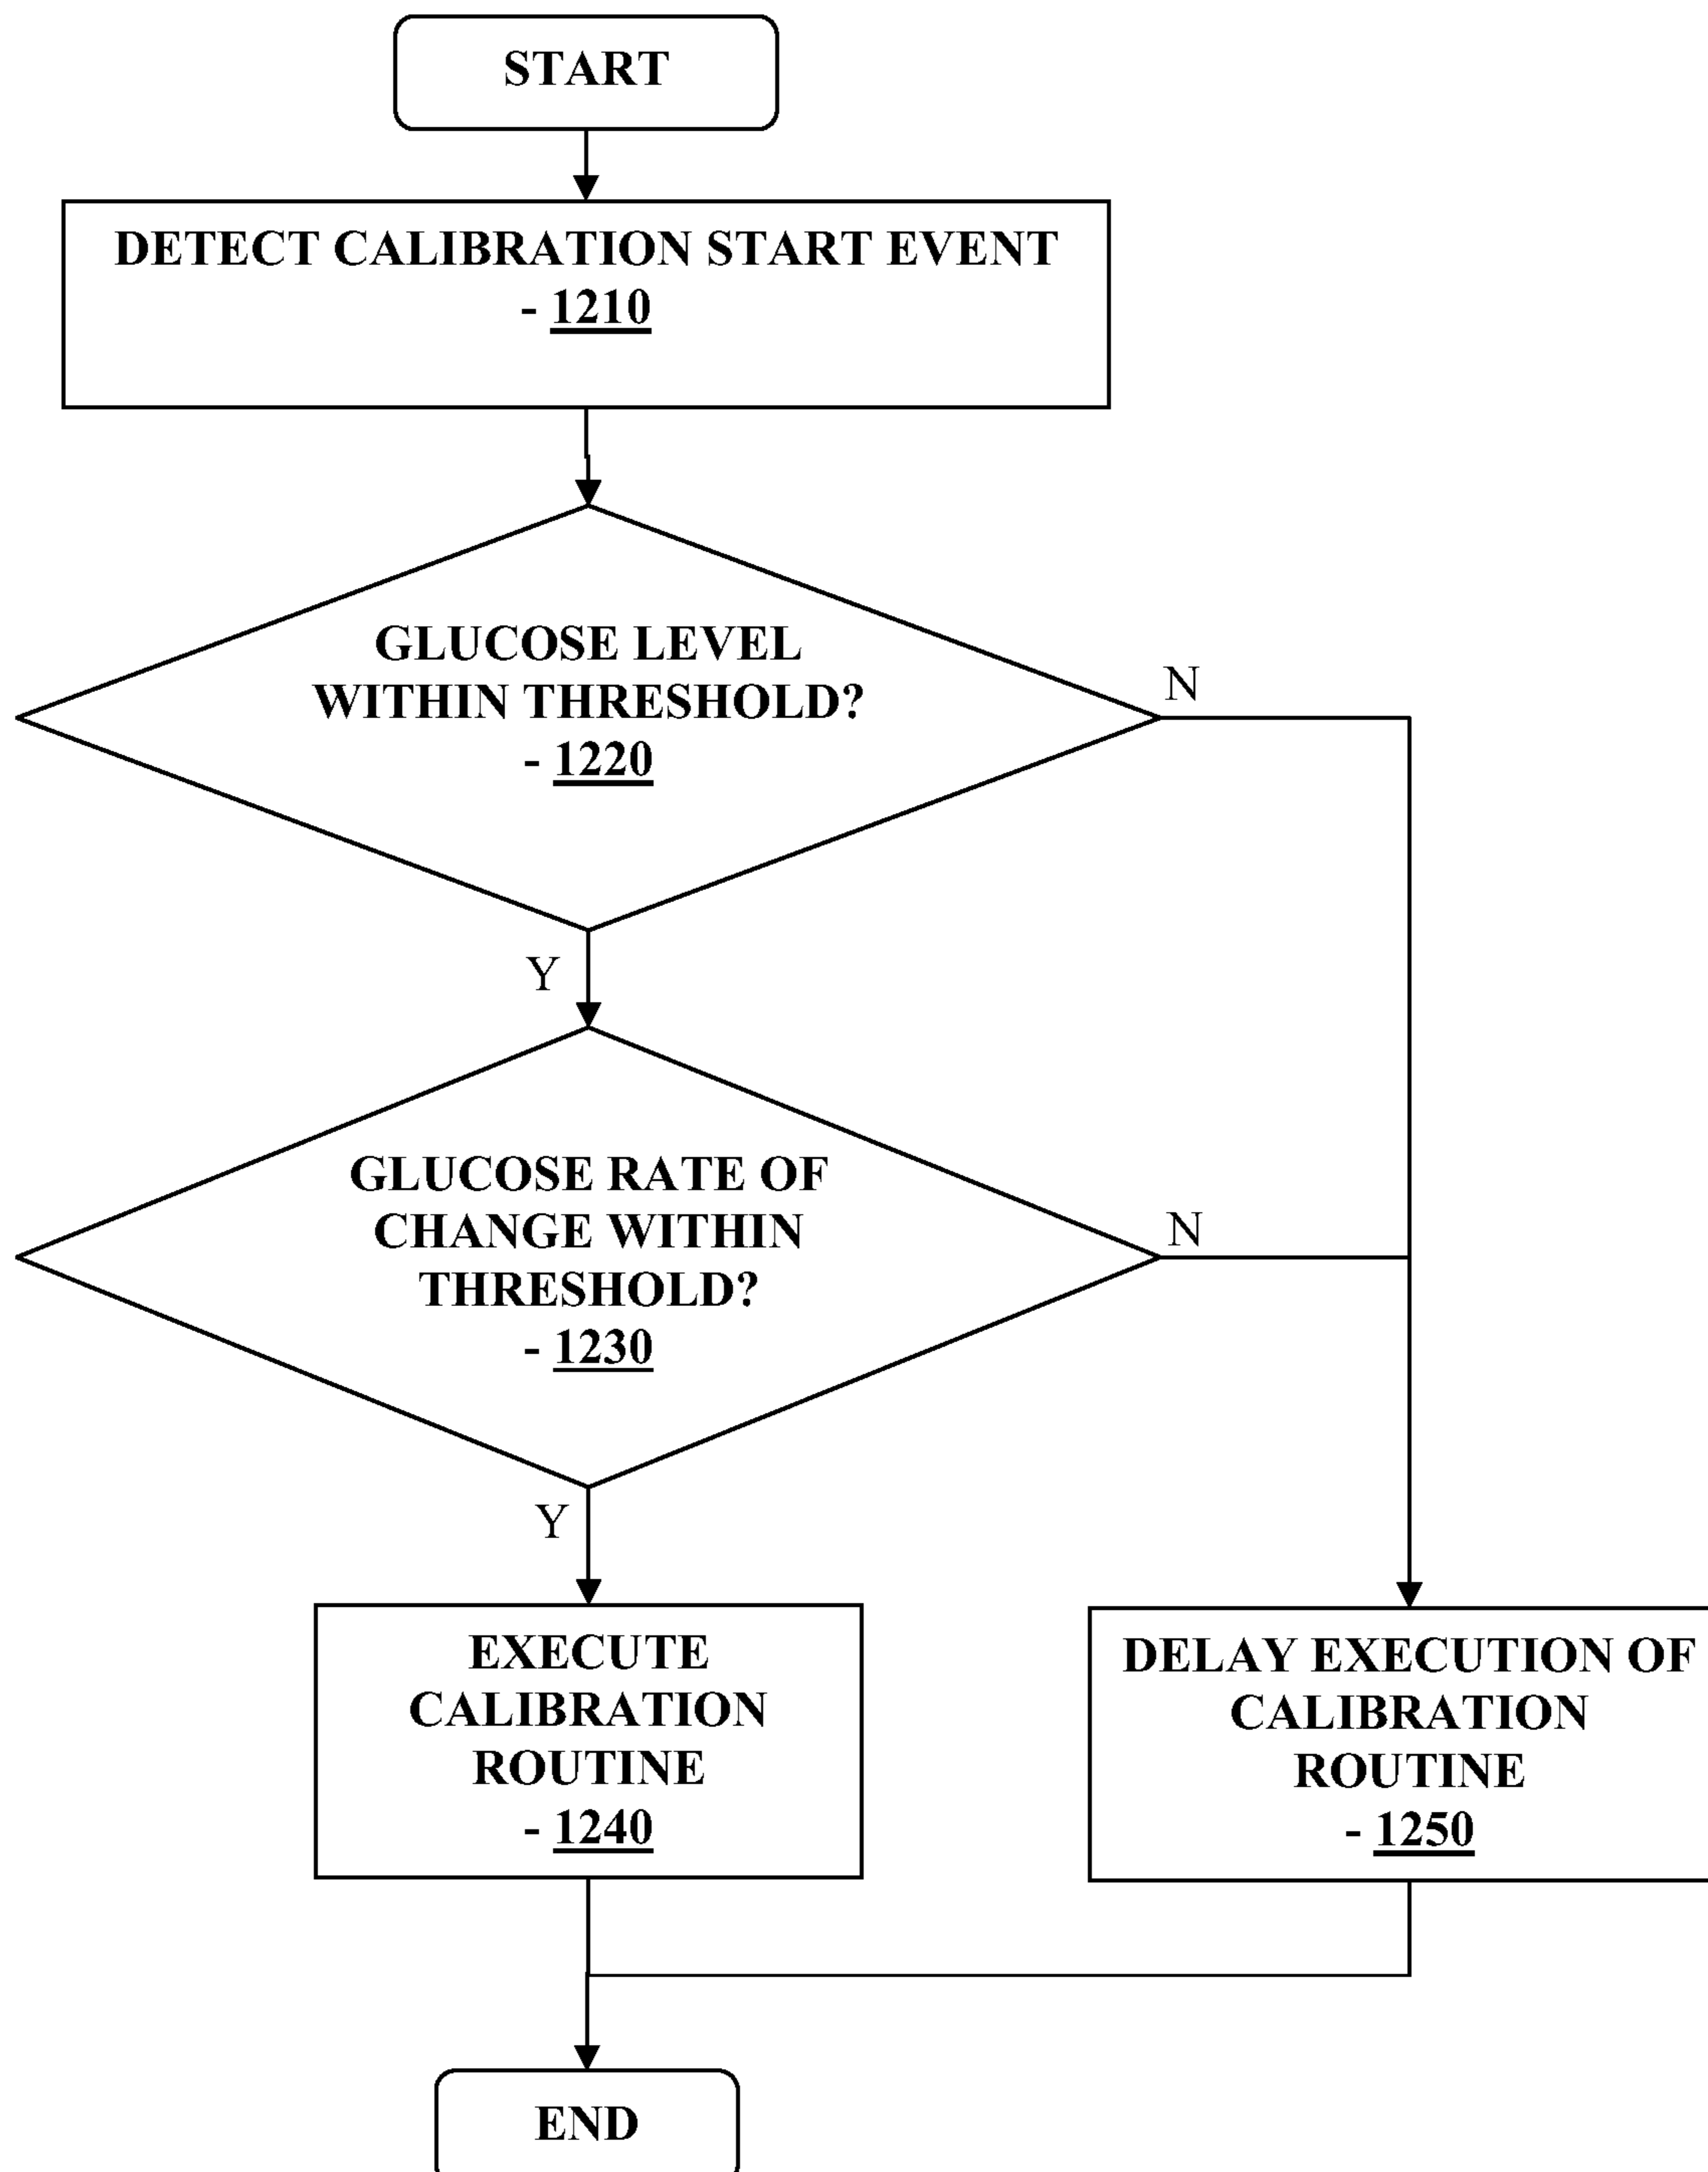 START
DETECT CALIBRATION START EVENT
- 1210
GLUCOSE LEVEL
WITHIN THRESHOLD?
- 1220
N
Y
GLUCOSE RATE OF
CHANGE WITHIN
THRESHOLD?
- 1230
N
Y
EXECUTE
CALIBRATION
ROUTINE
- 1240
DELAY EXECUTION OF
CALIBRATION
ROUTINE
- 1250
END